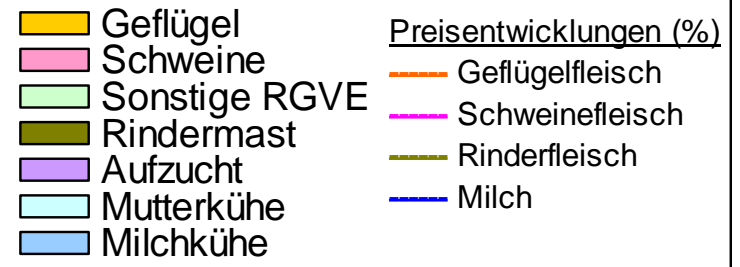 Geflügel
Schweine
Sonstige RGVE
Rindermast
Aufzucht
Mutterkühe
Milchkühe
Preisentwicklungen (%)
Geflügelfleisch
Schweinefleisch
Rinderfleisch
Milch